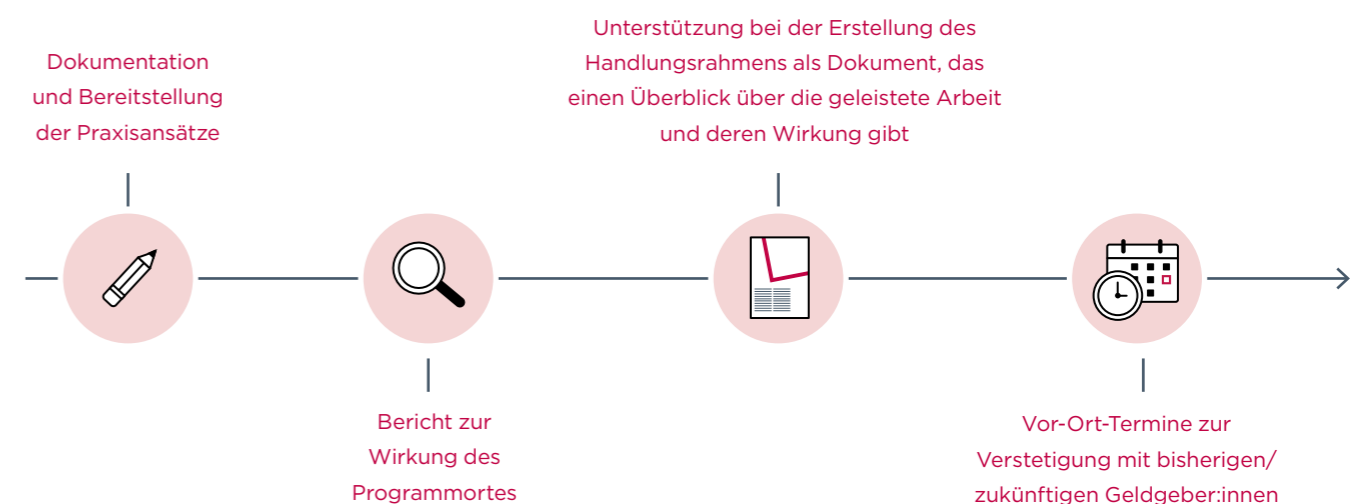 Dokumentation
und Bereitstellung
der Praxisansätze
Bericht zur
Wirkung des
Programmortes
Unterstützung bei der Erstellung des
Handlungsrahmens als Dokument, das
einen Überblick über die geleistete Arbeit
und deren Wirkung gibt
Vor-Ort-Termine zur
Verstetigung mit bisherigen/
zukünftigen Geldgeber:innen